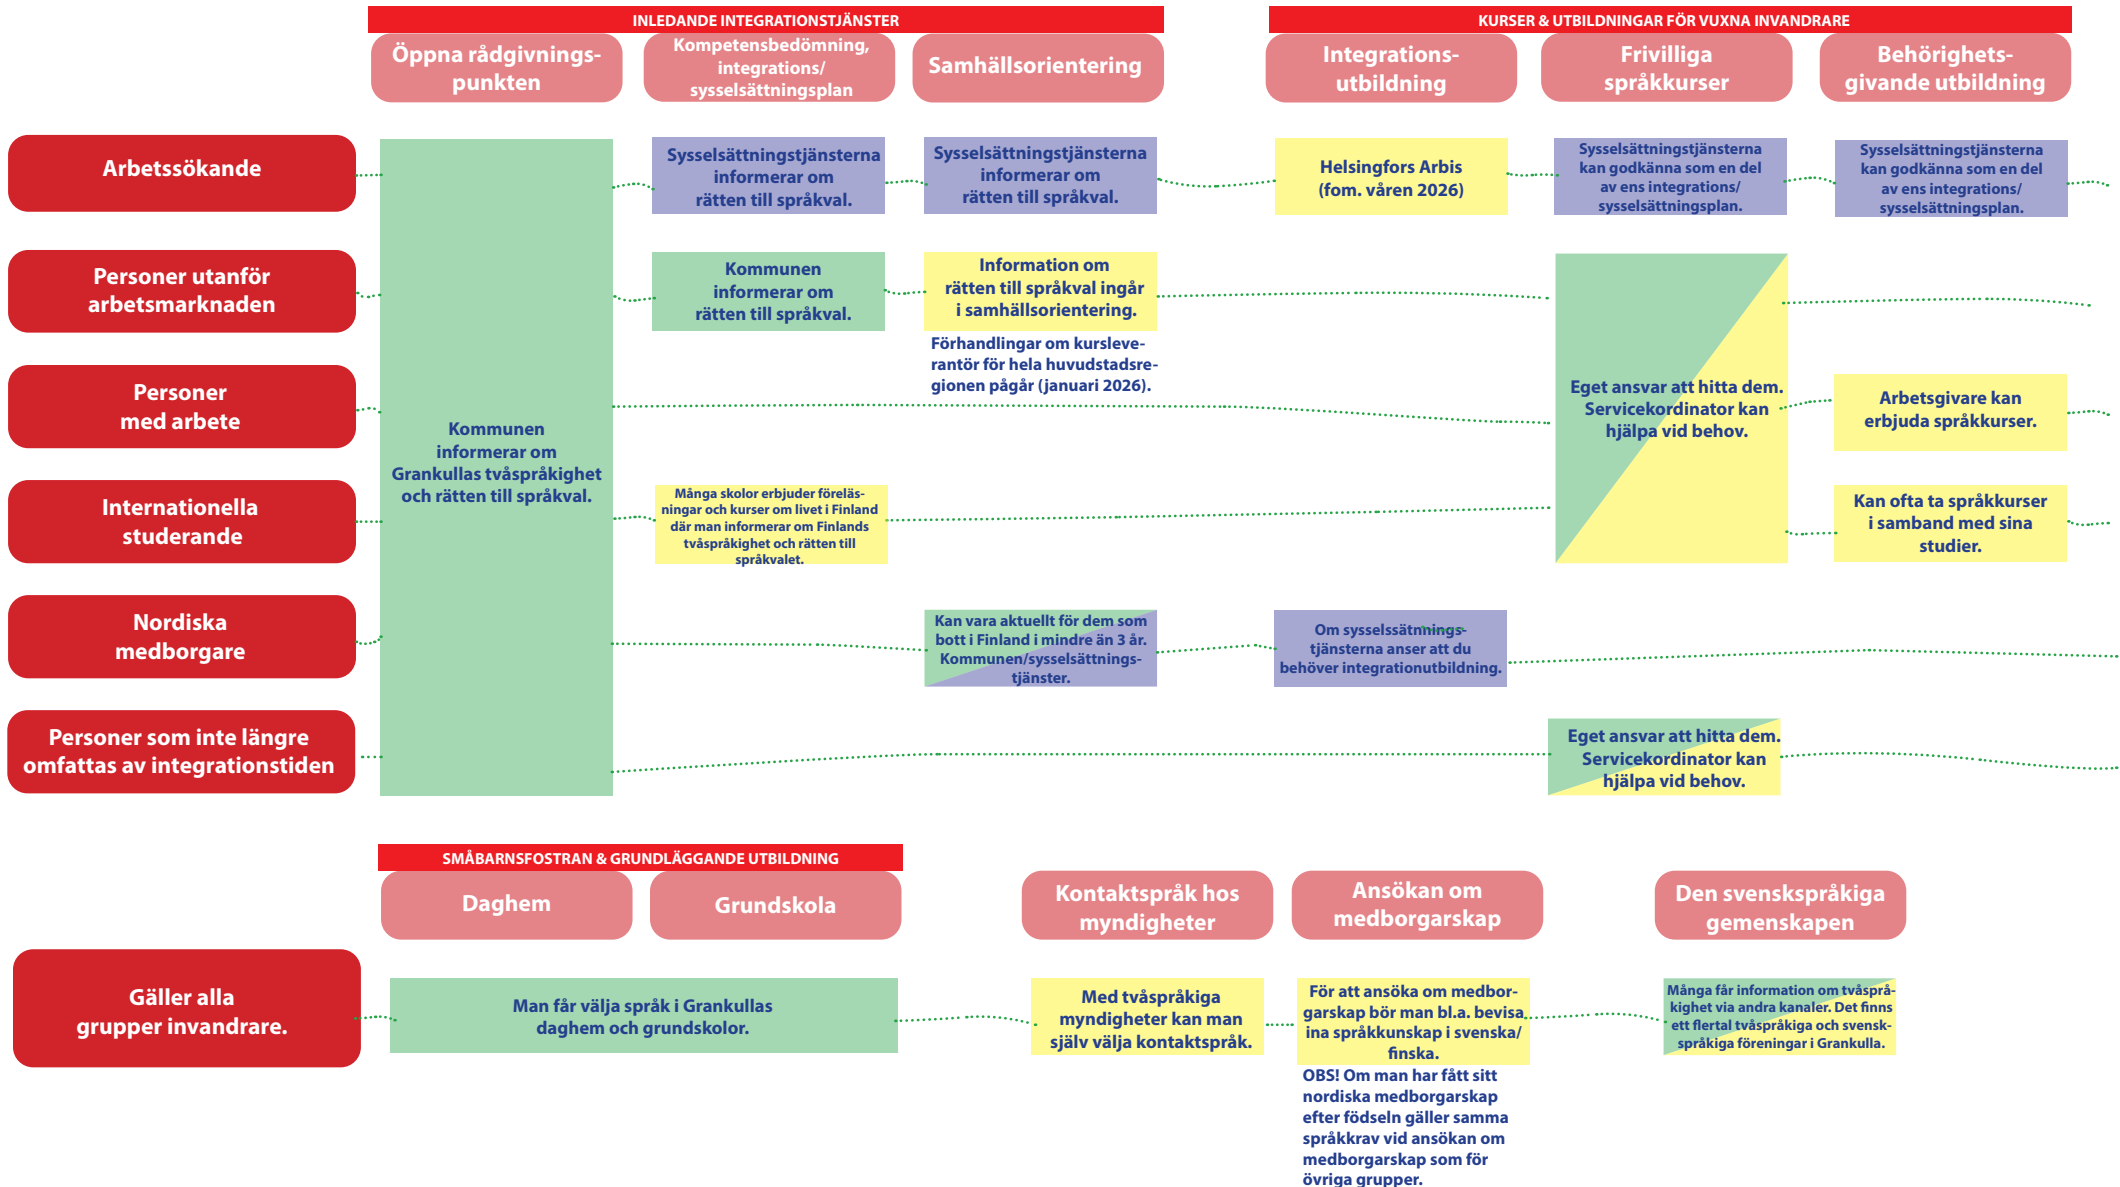 INLEDANDE INTEGRATIONSTJÄNSTER
KURSER & UTBILDNINGAR FÖR VUXNA INVANDRARE
Öppna rådgivnings-
punkten
Kompetensbedömning,
integrations/
sysselsättningsplan
Samhällsorientering
Integrations-
utbildning
Frivilliga
språkkurser
Behörighets-
givande utbildning
Arbetssökande
Sysselsättningstjänsterna
informerar om
rätten till språkval.
Sysselsättningstjänsterna
informerar om
rätten till språkval.
Helsingfors Arbis
(fom. våren 2026)
Sysselsättningstjänsterna
kan godkänna som en del
av ens integrations/
sysselsättningsplan.
Sysselsättningstjänsterna
kan godkänna som en del
av ens integrations/
sysselsättningsplan.
Personer utanför
arbetsmarknaden
Kommunen
informerar om
rätten till språkval.
Information om
rätten till språkval ingår
i samhällsorientering.
Förhandlingar om kursleve-
rantör för hela huvudstadsre-
gionen pågår (januari 2026).
Personer
med arbete
Kommunen
informerar om
Grankullas tvåspråkighet
och rätten till språkval.
Eget ansvar att hitta dem.
Servicekordinator kan
hjälpa vid behov.
Arbetsgivare kan
erbjuda språkkurser.
Internationella
studerande
Många skolor erbjuder föreläs-
ningar och kurser om livet i Finland
där man informerar om Finlands
tvåspråkighet och rätten till
språkvalet.
Kan ofta ta språkkurser
i samband med sina
studier.
Nordiska
medborgare
Kan vara aktuellt för dem som
bott i Finland i mindre än 3 år.
Kommunen/sysselsättnings-
tjänster.
Om sysselssätnnings-
tjänsterna anser att du
behöver integrationutbildning.
Personer som inte längre
omfattas av integrationstiden
Eget ansvar att hitta dem.
Servicekordinator kan
hjälpa vid behov.
SMÅBARNSFOSTRAN & GRUNDLÄGGANDE UTBILDNING
Daghem
Grundskola
Kontaktspråk hos
myndigheter
Ansökan om
medborgarskap
Den svenskspråkiga
gemenskapen
Gäller alla
grupper invandrare.
Man får välja språk i Grankullas
daghem och grundskolor.
Med tvåspråkiga
myndigheter kan man
själv välja kontaktspråk.
För att ansöka om medbor-
garskap bör man bl.a. bevisa
ina språkkunskap i svenska/
finska.
OBS! Om man har fått sitt
nordiska medborgarskap
efter födseln gäller samma
språkkrav vid ansökan om
medborgarskap som för
övriga grupper.
Många får information om tvåsprå-
kighet via andra kanaler. Det finns
ett flertal tvåspråkiga och svensk-
språkiga föreningar i Grankulla.